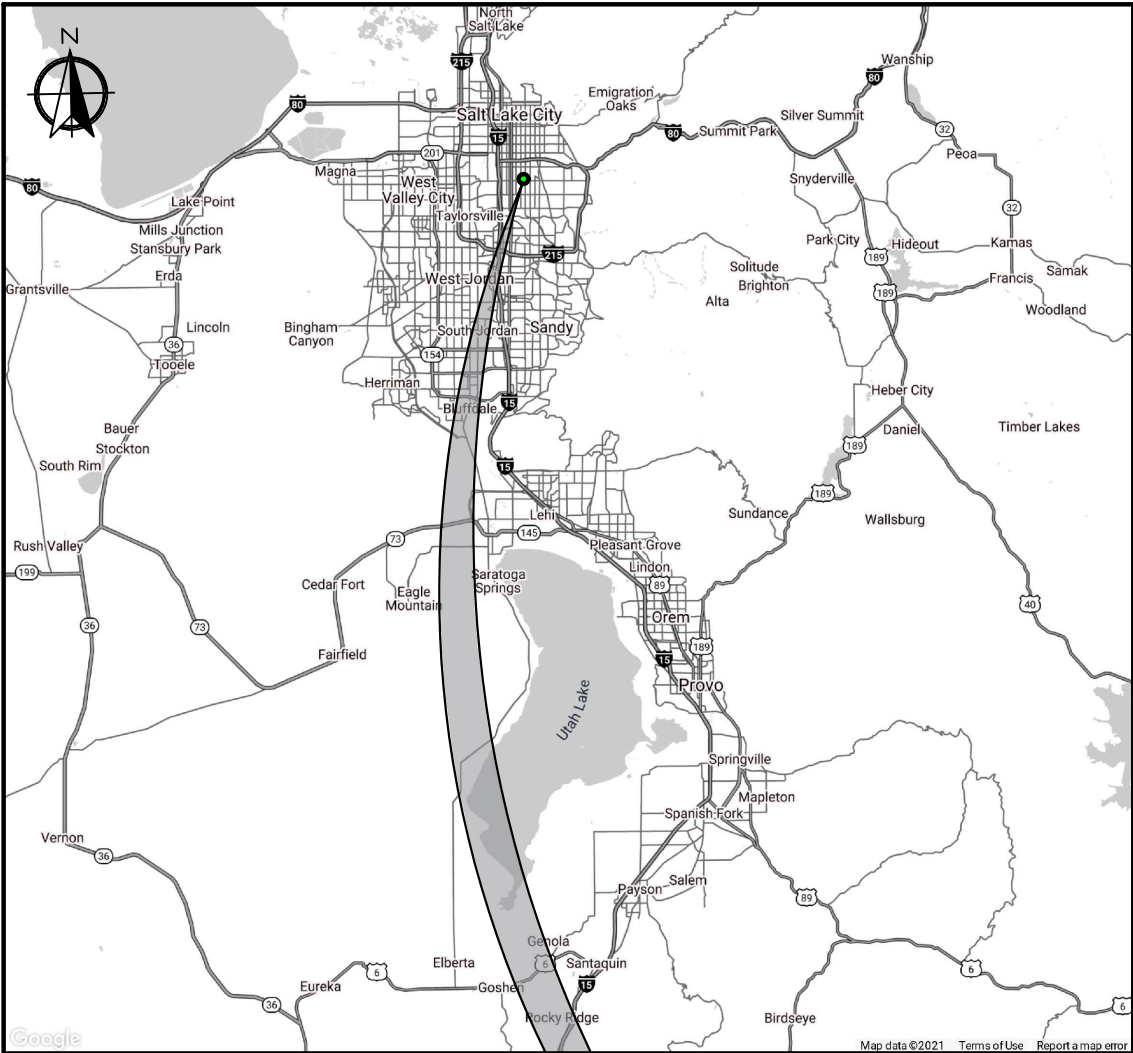 North
Salt Lake
N
Wanship
215
80
Emigration
Oaks
80
Salt Lake City
Silver Summit
15
80
Summit Park
32
201
Peoa
Magna
West
Valley City
Snyderville
80
Lake Point
32
Taylorsville
Mills Junction
Stansbury Park
Park City
Hideout
Kamas
215
189
Erda
Solitude
Brighton
Samak
West Jordan
Francis
Grantsville
189
Alta
Woodland
Lincoln
Bingham
Canyon
South Jordan
Sandy
36
154
Tooele
Herriman
Heber City
15
Bluffdale
Bauer
Daniel
Timber Lakes
Stockton
189
South Rim
15
189
Lehi
Sundance
Wallsburg
145
73
Rush Valley
Pleasant Grove
199
Lindon
Saratoga
Springs
Cedar Fort
89
Eagle
Mountain
40
Orem
36
73
189
Fairfield
15
Provo
Utah Lake
Springville
Mapleton
Spanish Fork
Vernon
36
Salem
Payson
89
Genola
Elberta
6
Santaquin
6
6
Eureka
Goshen
15
36
6
Rocky Ridge
Birdseye
Google
Map data ©2021 Terms of Use Report a map error